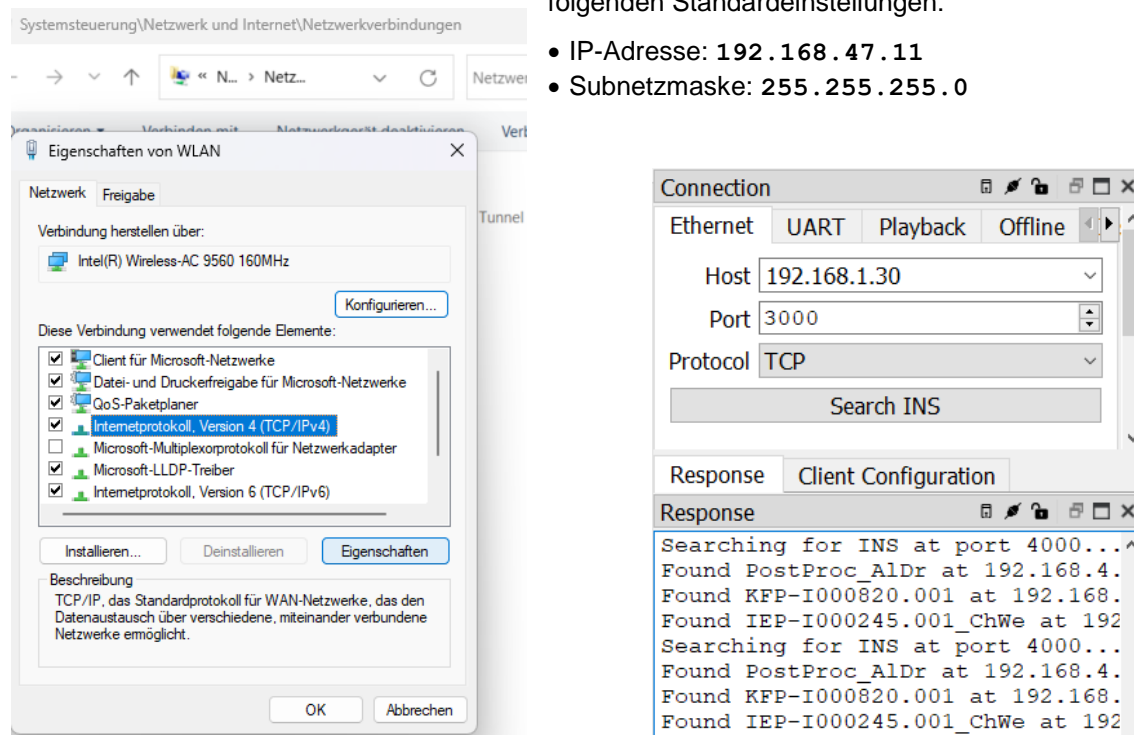 Systemsteuerung\Netzwerk und Internet\Netzwerkverbindungen
« N... › Netz...
Eigenschaften von WLAN
Netzwerk Freigabe
Verbindung herstellen über:
Intel(R) Wireless-AC 9560 160MHz
Konfigurieren...
Diese Verbindung verwendet folgende Elemente:
Client für Microsoft-Netzwerke
Datei- und Druckerfreigabe für Microsoft-Netzwerke
QoS-Paketplaner
Internetprotokoll, Version 4 (TCP/IPv4)
Microsoft-Multiplexorprotokoll für Netzwerkadapter
Microsoft-LLDP-Treiber
Internetprotokoll, Version 6 (TCP/IPv6)
Installieren... Deinstallieren Eigenschaften
Beschreibung
TCP/IP, das Standardprotokoll für WAN-Netzwerke, das den
Datenaustausch über verschiedene, miteinander verbundene
Netzwerke ermöglicht.
OK Abbrechen
Tunnel
folgenden Standardeinstellungen:
• IP-Adresse: 192.168.47.11
• Subnetzmaske: 255.255.255.0
Connection
Ethernet UART Playback Offline
Host 192.168.1.30
Port 3000
Protocol TCP
Search INS
Response Client Configuration
Response
Searching for INS at port 4000...
Found PostProc_AlDr at 192.168.4.
Found KFP-I000820.001 at 192.168.
Found IEP-I000245.001_ChWe at 192
Searching for INS at port 4000...
Found PostProc_AlDr at 192.168.4.
Found KFP-I000820.001 at 192.168.
Found IEP-I000245.001_ChWe at 192